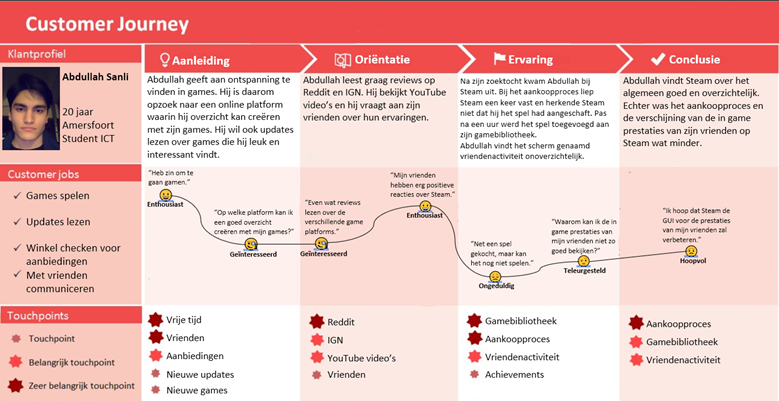 Customer Journey
Klantprofiel
Abdullah Sanli
20 jaar
Amersfoort
Student ICT
Aanleiding
Abdullah geeft aan ontspanning te
vinden in games. Hij is daarom
opzoek naar een online platform
waarin hij overzicht kan creëren
met zijn games. Hij wil ook updates
lezen over games die hij leuk en
interessant vindt.
Oriëntatie
Abdullah leest graag reviews op
Reddit en IGN. Hij bekijkt YouTube
video's en hij vraagt aan zijn
vrienden over hun ervaringen.
Ervaring
Na zijn zoektocht kwam Abdullah bij
Steam uit. Bij het aankoopproces liep
Steam een keer vast en herkende Steam
niet dat hij het spel had aangeschaft. Pas
na een uur werd het spel toegevoegd aan
zijn gamebibliotheek.
Abdullah vindt het scherm genaamd
vriendenactiviteit onoverzichtelijk.
Conclusie
Abdullah vindt Steam over het
algemeen goed en overzichtelijk.
Echter was het aankoopproces en
de verschijning van de in game
prestaties van zijn vrienden op
Steam wat minder.
Customer jobs
Games spelen
Updates lezen
Winkel checken voor
aanbiedingen
Met vrienden
communiceren
"Heb zin om te
gaan gamen."
Enthousiast
"Op welke platform kan ik
een goed overzicht
creëren met mijn games?"
Geïnteresseerd
"Even wat reviews
lezen over de
verschillende game
platforms."
Geïnteresseerd
"Mijn vrienden
hebben erg positieve
reacties over Steam."
Enthousiast
"Net een spel
gekocht, maar kan
het nog niet spelen."
Ongeduldig
"Waarom kan ik de in
game prestaties van
mijn vrienden niet zo
goed bekijken?"
Teleurgesteld
"Ik hoop dat Steam de
GUI voor de prestaties
van mijn vrienden zal
verbeteren."
Hoopvol
Touchpoints
Touchpoint
Belangrijk touchpoint
Zeer belangrijk touchpoint
Vrije tijd
Vrienden
Aanbiedingen
Nieuwe updates
Nieuwe games
Reddit
IGN
YouTube video's
Vrienden
Gamebibliotheek
Aankooproces
Vriendenactiviteit
Achievements
Aankooproces
Gamebibliotheek
Vriendenactiviteit